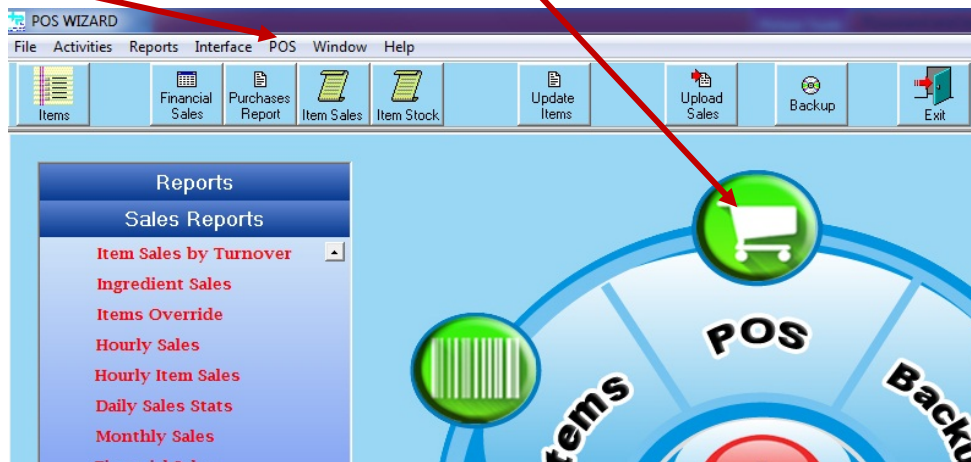 POS WIZARD
File Activities Reports Interface POS Window Help
Items
Financial Sales
Purchases Report
Item Sales
Item Stock
Update Items
Upload Sales
Backup
Exit
Reports
Sales Reports
Item Sales by Turnover
Ingredient Sales
Items Override
Hourly Sales
Hourly Item Sales
Daily Sales Stats
Monthly Sales
POS